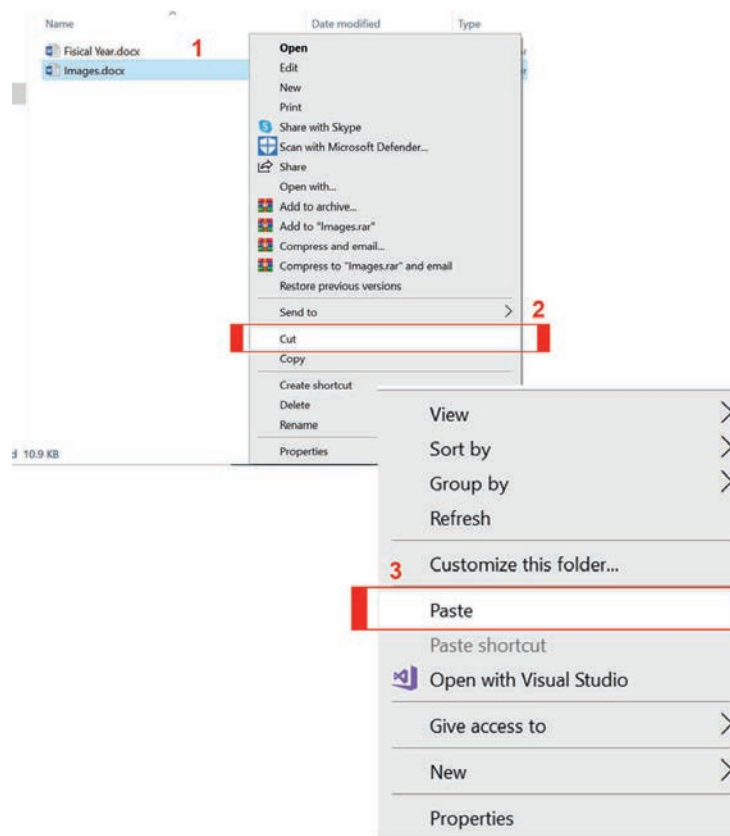 Name Date modified Type
Fisical Year.docx 1
Images.docx
Open
Edit
New
Print
Share with Skype
Scan with Microsoft Defender...
Share
Open with...
Add to archive...
Add to "Images.rar"
Compress and email...
Compress to "Images.rar" and email
Restore previous versions
Send to 2
Cut
Copy
Create shortcut
Delete
Rename
Properties
10.9 KB
View
Sort by
Group by
Refresh
Customize this folder...
3
Paste
Paste shortcut
Open with Visual Studio
Give access to
New
Properties